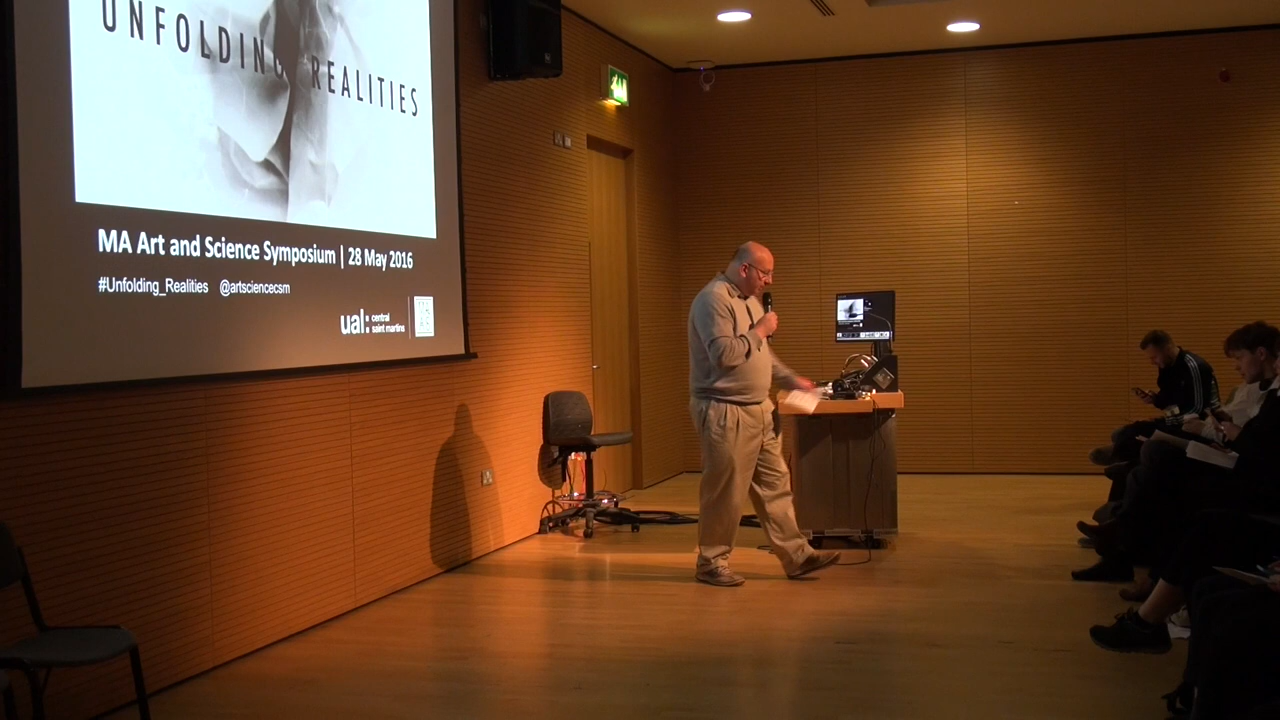 UNFOLDING REALITIES
MA Art and Science Symposium | 28 May 2016
#Unfolding_Realities @artsciencecsm
ual: central
saint martins